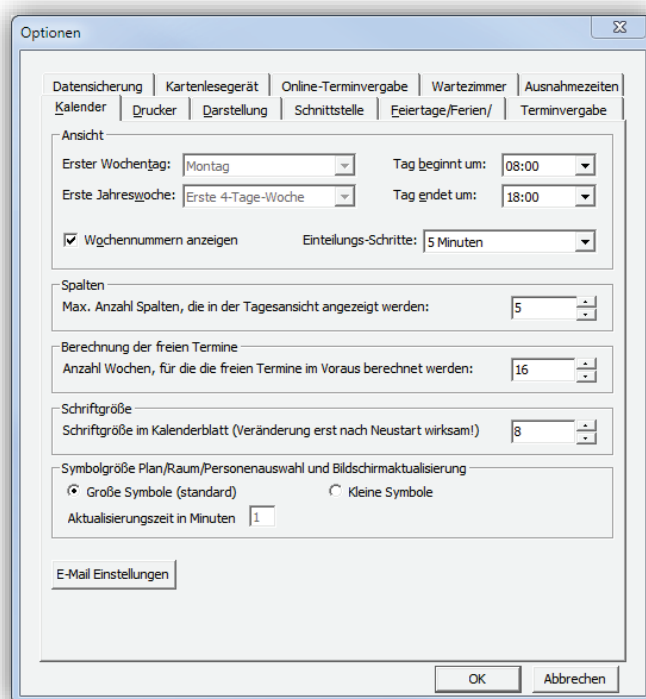 Optionen
Datensicherung Kartenlesegerät Online-Terminvergabe Wartezimmer Ausnahmezeiten
Kalender Drucker Darstellung Schnittstelle Feiertage/Ferien/ Terminvergabe
Ansicht
Erster Wochentag: Montag Tag beginnt um: 08:00
Erste Jahreswoche: Erste 4-Tage-Woche Tag endet um: 18:00
Wochennummern anzeigen Einteilungs-Schritte: 5 Minuten
Spalten
Max. Anzahl Spalten, die in der Tagesansicht angezeigt werden: 5
Berechnung der freien Termine
Anzahl Wochen, für die die freien Termine im Voraus berechnet werden: 16
Schriftgröße
Schriftgröße im Kalenderblatt (Veränderung erst nach Neustart wirksam!) 8
Symbolgröße Plan/Raum/Personenauswahl und Bildschirmaktualisierung
Große Symbole (standard) Kleine Symbole
Aktualisierungszeit in Minuten 1
E-Mail Einstellungen
OK Abbrechen